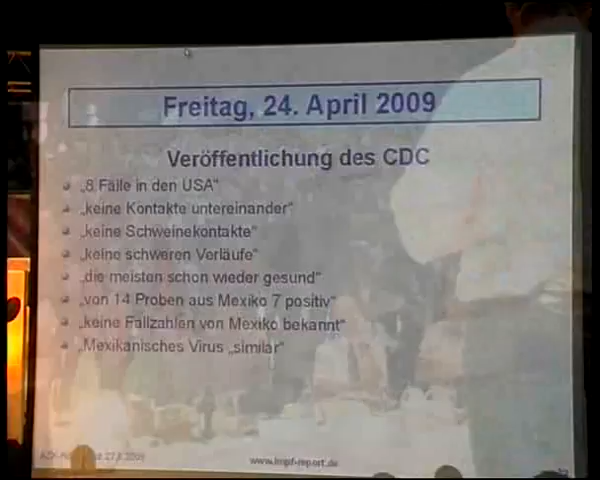 Freitag, 24. April 2009
Veröffentlichung des CDC
„8 Fälle in den USA“
„keine Kontakte untereinander“
„keine Schweinekontakte“
„keine schweren Verläufe“
„die meisten schon wieder gesund“
„von 14 Proben aus Mexiko 7 positiv“
„keine Fallzahlen von Mexiko bekannt“
„Mexikanisches Virus „similar“
www.impf-report.de